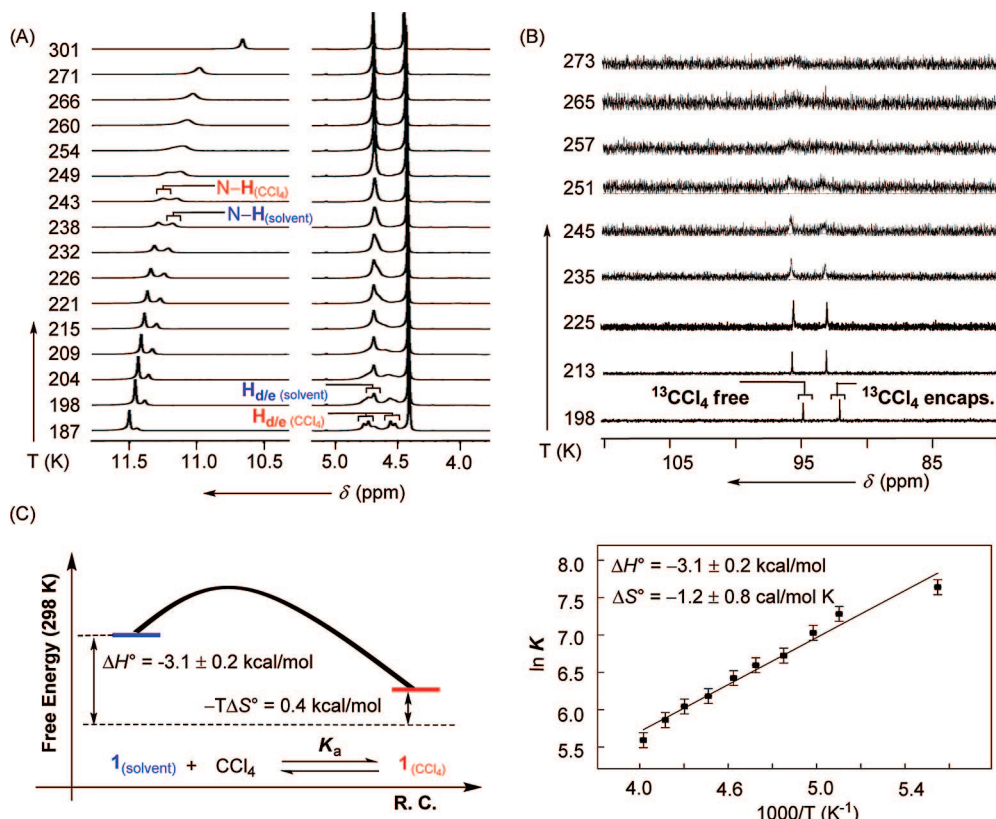 (A)
301
271
266
260
254
249
243
238
232
226
221
215
209
204
198
187
T (K)
N–H(CCl4)
N–H(solvent)
Hd/e (solvent)
Hd/e (CCl4)
11.5 11.0 10.5 5.0 4.5 4.0
δ (ppm)
(B)
273
265
257
251
245
235
225
213
198
T (K)
13CCl4 free
13CCl4 encaps.
105 95 85
δ (ppm)
(C)
Free Energy (298 K)
ΔH° = -3.1 ± 0.2 kcal/mol
−TΔS° = 0.4 kcal/mol
Ka
1(solvent) + CCl4 1(CCl4)
R. C.
ΔH° = −3.1 ± 0.2 kcal/mol
ΔS° = −1.2 ± 0.8 cal/mol K
ln K
8.0
7.5
7.0
6.5
6.0
5.5
4.0 4.6 5.0 5.4
1000/T (K-1)